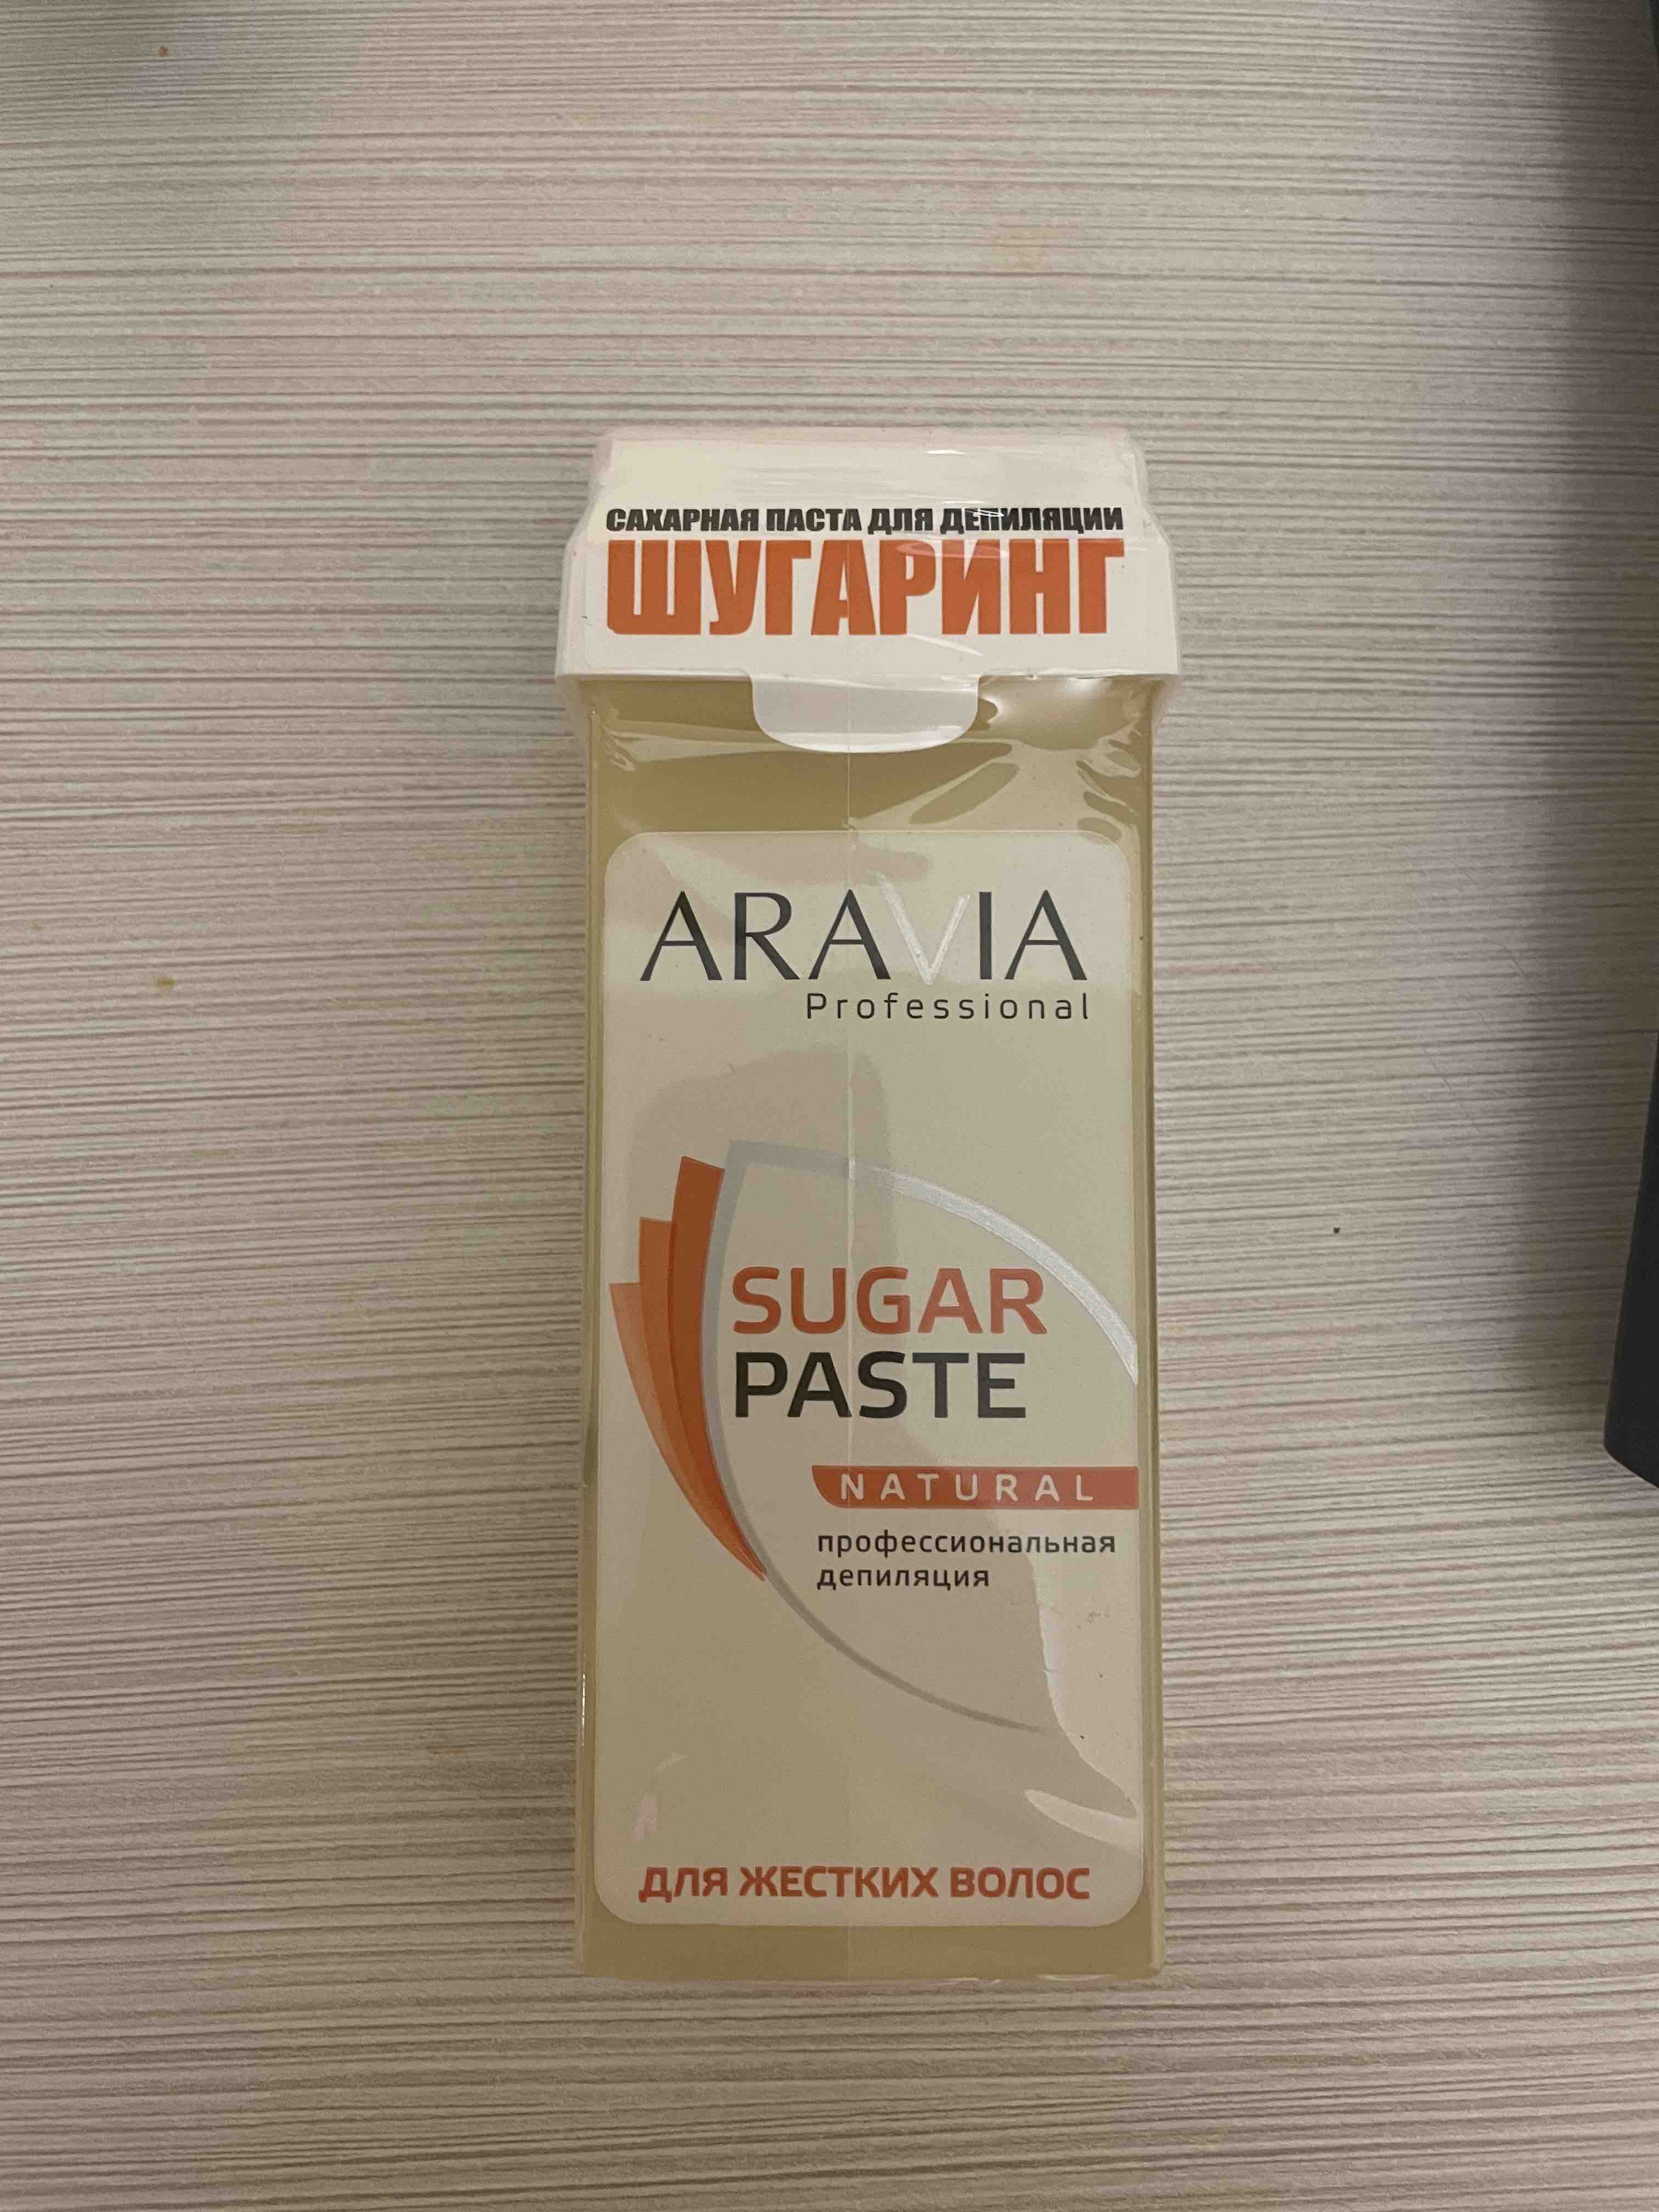 САХАРНАЯ ПАСТА ДЛЯ ДЕПИЛЯЦИИ
ШУГАРИНГ
ARAVIA
Professional
SUGAR
PASTE
NATURAL
профессиональная
депиляция
ДЛЯ ЖЕСТКИХ ВОЛОС